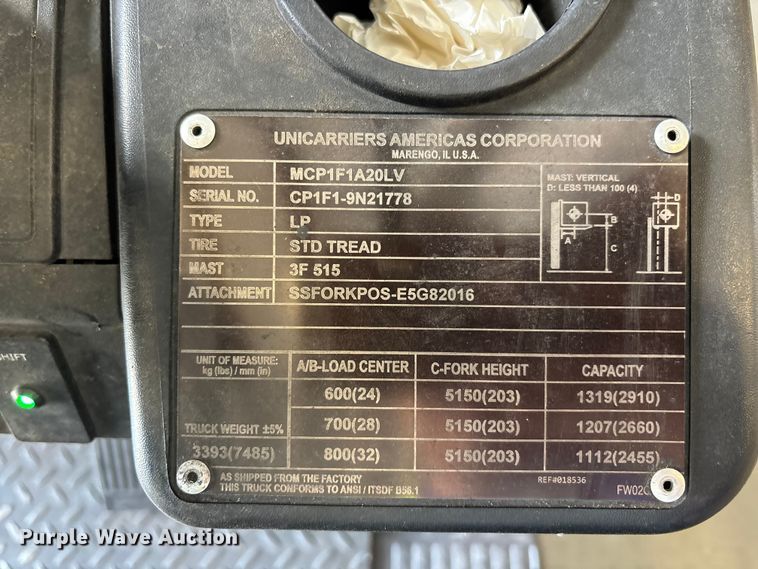 UNICARRIERS AMERICAS CORPORATION
MARENGO, IL U.S.A.
MODEL MCP1F1A20LV
SERIAL NO. CP1F1-9N21778
TYPE LP
TIRE STD TREAD
MAST 3F 515
ATTACHMENT SSFORKPOS-E5G82016
MAST: VERTICAL
D: LESS THAN 100 (4)
D
B
A
C
UNIT OF MEASURE:
kg (lbs) / mm (in)
A/B-LOAD CENTER C-FORK HEIGHT CAPACITY
600(24) 5150(203) 1319(2910)
TRUCK WEIGHT ±5% 700(28) 5150(203) 1207(2660)
3393(7485) 800(32) 5150(203) 1112(2455)
AS SHIPPED FROM THE FACTORY
THIS TRUCK CONFORMS TO ANSI / ITSDF B56.1
REF#018536
SHIFT
Purple Wave Auction